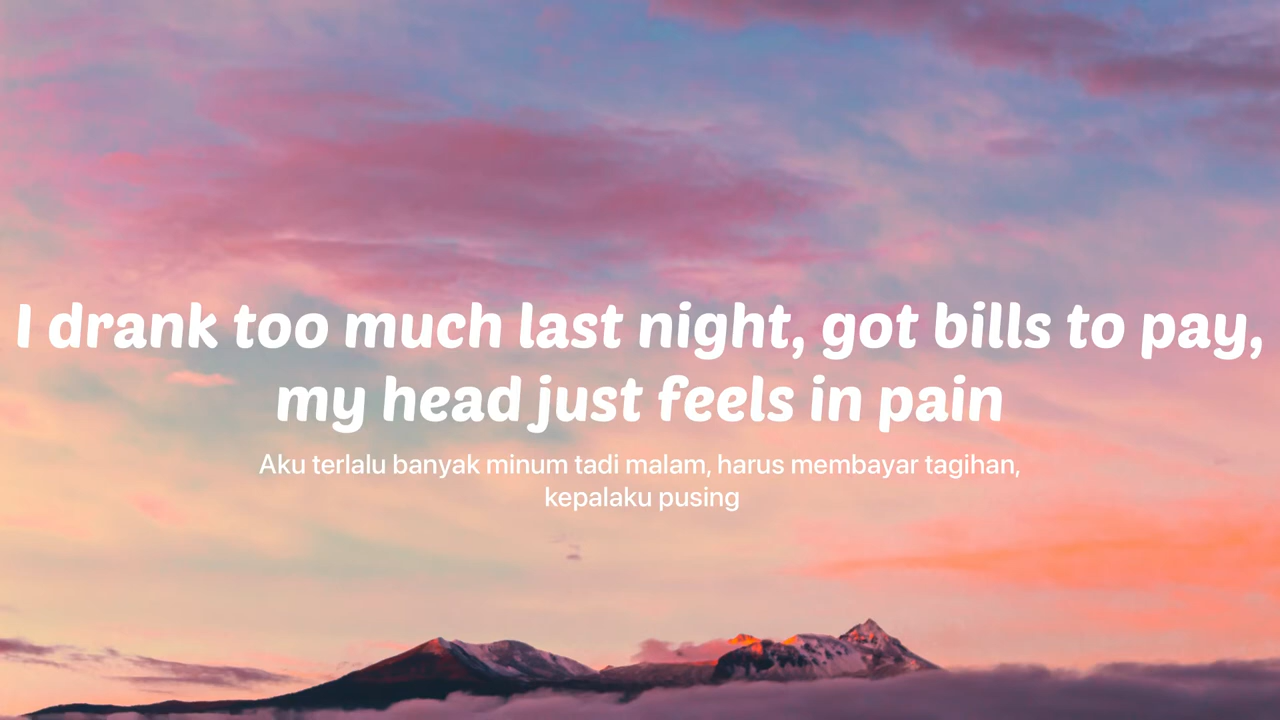 I drank too much last night, got bills to pay,
my head just feels in pain
Aku terlalu banyak minum tadi malam, harus membayar tagihan,
kepalaku pusing